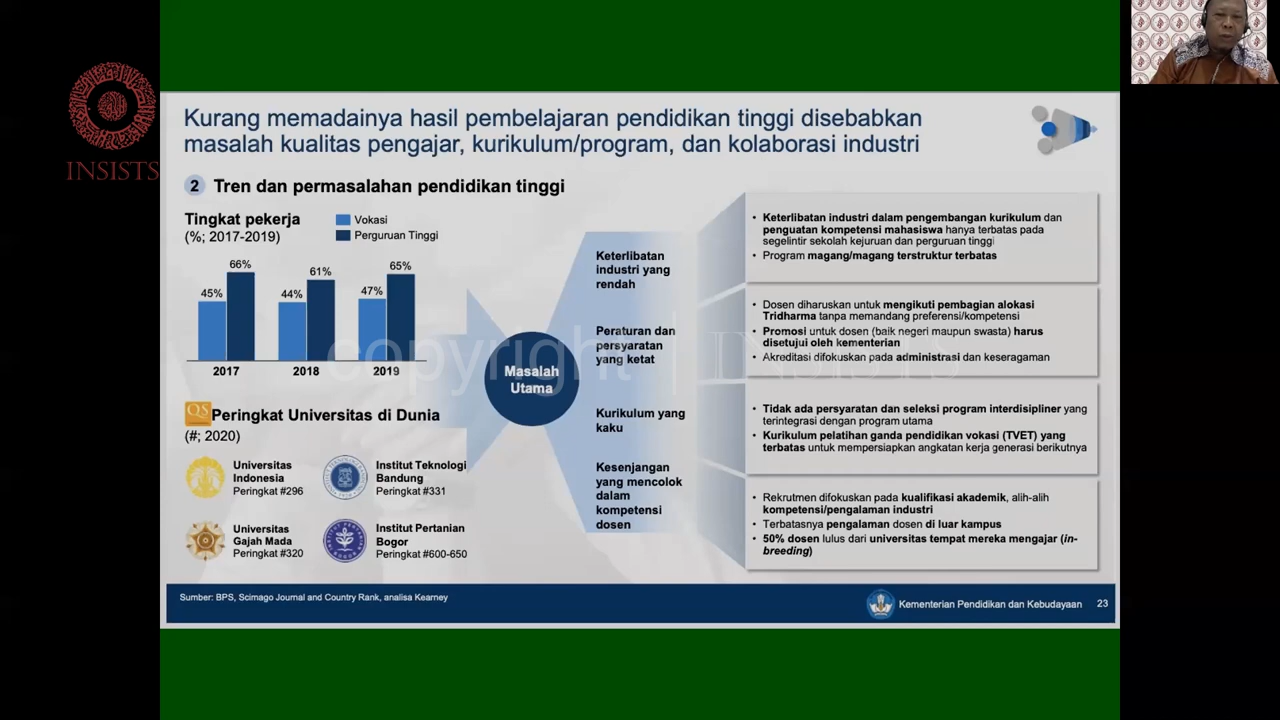 INSISTS
Kurang memadainya hasil pembelajaran pendidikan tinggi disebabkan
masalah kualitas pengajar, kurikulum/program, dan kolaborasi industri
2 Tren dan permasalahan pendidikan tinggi
Tingkat pekerja
(%; 2017-2019)
Vokasi
Perguruan Tinggi
45% 66% 44% 61% 47% 65%
2017 2018 2019
QS Peringkat Universitas di Dunia
(#; 2020)
Universitas
Indonesia
Peringkat #296
Institut Teknologi
Bandung
Peringkat #331
Universitas
Gajah Mada
Peringkat #320
Institut Pertanian
Bogor
Peringkat #600-650
Masalah
Utama
Keterlibatan
industri yang
rendah
• Keterlibatan industri dalam pengembangan kurikulum dan
penguatan kompetensi mahasiswa hanya terbatas pada
segelintir sekolah kejuruan dan perguruan tinggi
• Program magang/magang terstruktur terbatas
Peraturan dan
persyaratan
yang ketat
• Dosen diharuskan untuk mengikuti pembagian alokasi
Tridharma tanpa memandang preferensi/kompetensi
• Promosi untuk dosen (baik negeri maupun swasta) harus
disetujui oleh kementerian
• Akreditasi difokuskan pada administrasi dan keseragaman
Kurikulum yang
kaku
• Tidak ada persyaratan dan seleksi program interdisipliner yang
terintegrasi dengan program utama
• Kurikulum pelatihan ganda pendidikan vokasi (TVET) yang
terbatas untuk mempersiapkan angkatan kerja generasi berikutnya
Kesenjangan
yang mencolok
dalam
kompetensi
dosen
• Rekrutmen difokuskan pada kualifikasi akademik, alih-alih
kompetensi/pengalaman industri
• Terbatasnya pengalaman dosen di luar kampus
• 50% dosen lulus dari universitas tempat mereka mengajar (in-
breeding)
copyright | INSISTS
Sumber: BPS, Scimago Journal and Country Rank, analisa Kearney
Kementerian Pendidikan dan Kebudayaan 23